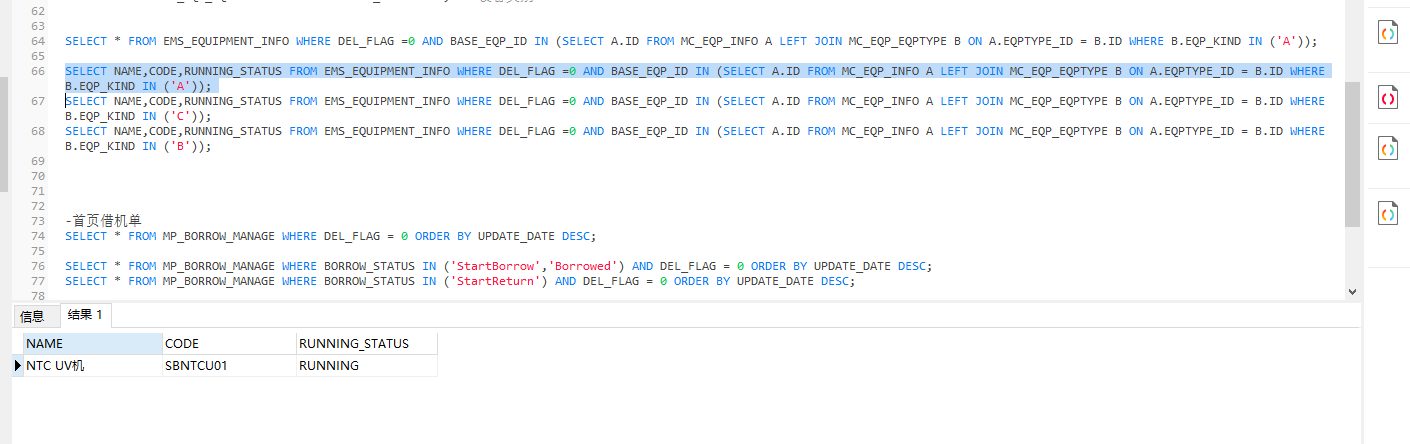 62
63
64 SELECT * FROM EMS_EQUIPMENT_INFO WHERE DEL_FLAG =0 AND BASE_EQP_ID IN (SELECT A.ID FROM MC_EQP_INFO A LEFT JOIN MC_EQP_EQPTYPE B ON A.EQPTYPE_ID = B.ID WHERE B.EQP_KIND IN ('A'));
65
66 SELECT NAME,CODE,RUNNING_STATUS FROM EMS_EQUIPMENT_INFO WHERE DEL_FLAG =0 AND BASE_EQP_ID IN (SELECT A.ID FROM MC_EQP_INFO A LEFT JOIN MC_EQP_EQPTYPE B ON A.EQPTYPE_ID = B.ID WHERE
B.EQP_KIND IN ('A'));
67 SELECT NAME,CODE,RUNNING_STATUS FROM EMS_EQUIPMENT_INFO WHERE DEL_FLAG =0 AND BASE_EQP_ID IN (SELECT A.ID FROM MC_EQP_INFO A LEFT JOIN MC_EQP_EQPTYPE B ON A.EQPTYPE_ID = B.ID WHERE
B.EQP_KIND IN ('C'));
68 SELECT NAME,CODE,RUNNING_STATUS FROM EMS_EQUIPMENT_INFO WHERE DEL_FLAG =0 AND BASE_EQP_ID IN (SELECT A.ID FROM MC_EQP_INFO A LEFT JOIN MC_EQP_EQPTYPE B ON A.EQPTYPE_ID = B.ID WHERE
B.EQP_KIND IN ('B'));
69
70
71
72
73 -首页借机单
74 SELECT * FROM MP_BORROW_MANAGE WHERE DEL_FLAG = 0 ORDER BY UPDATE_DATE DESC;
75
76 SELECT * FROM MP_BORROW_MANAGE WHERE BORROW_STATUS IN ('StartBorrow','Borrowed') AND DEL_FLAG = 0 ORDER BY UPDATE_DATE DESC;
77 SELECT * FROM MP_BORROW_MANAGE WHERE BORROW_STATUS IN ('StartReturn') AND DEL_FLAG = 0 ORDER BY UPDATE_DATE DESC;
78
信息 结果 1
NAME CODE RUNNING_STATUS
NTC UV机 SBNTCU01 RUNNING